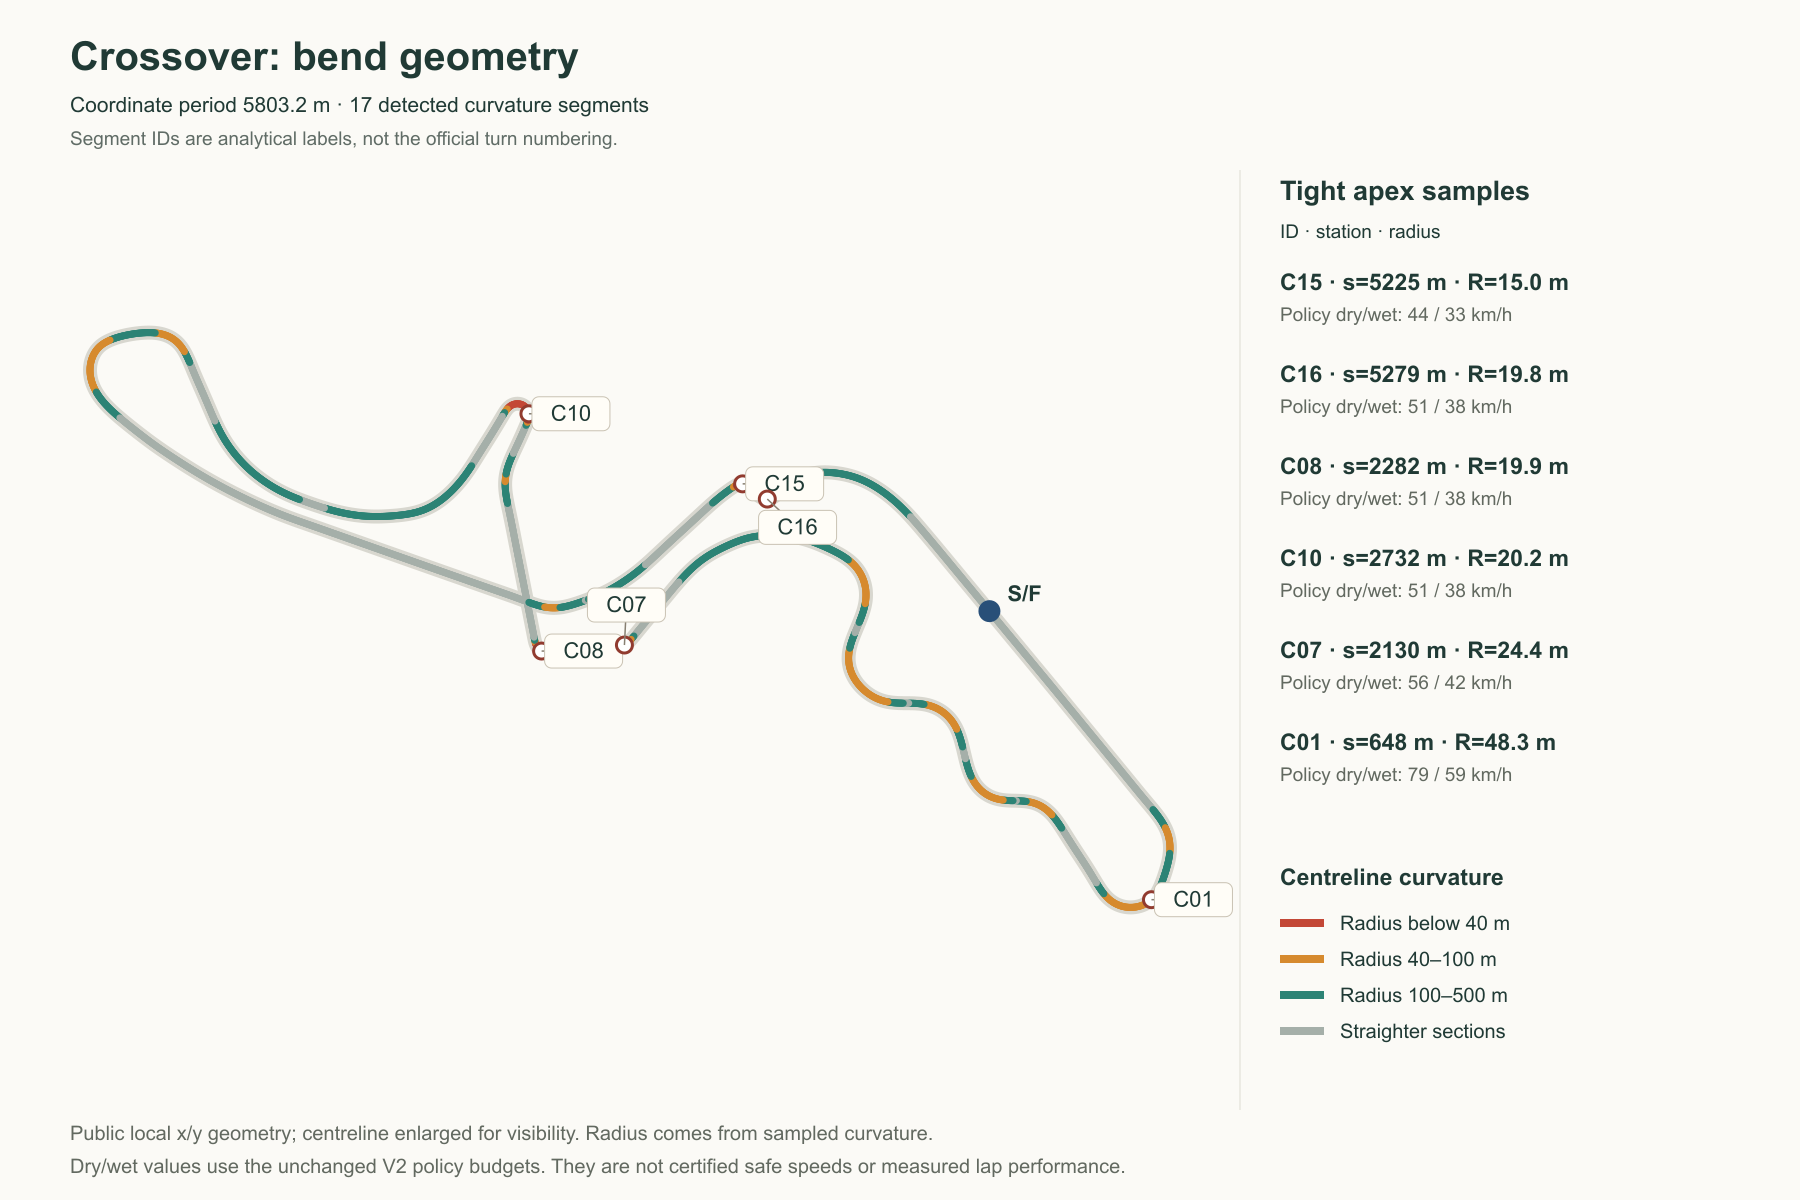 Crossover: bend geometry
Coordinate period 5803.2 m · 17 detected curvature segments
Segment IDs are analytical labels, not the official turn numbering.
C10
C15
C16
C07
C08
S/F
C01
Tight apex samples
ID · station · radius
C15 · s=5225 m · R=15.0 m
Policy dry/wet: 44 / 33 km/h
C16 · s=5279 m · R=19.8 m
Policy dry/wet: 51 / 38 km/h
C08 · s=2282 m · R=19.9 m
Policy dry/wet: 51 / 38 km/h
C10 · s=2732 m · R=20.2 m
Policy dry/wet: 51 / 38 km/h
C07 · s=2130 m · R=24.4 m
Policy dry/wet: 56 / 42 km/h
C01 · s=648 m · R=48.3 m
Policy dry/wet: 79 / 59 km/h
Centreline curvature
Radius below 40 m
Radius 40–100 m
Radius 100–500 m
Straighter sections
Public local x/y geometry; centreline enlarged for visibility. Radius comes from sampled curvature.
Dry/wet values use the unchanged V2 policy budgets. They are not certified safe speeds or measured lap performance.